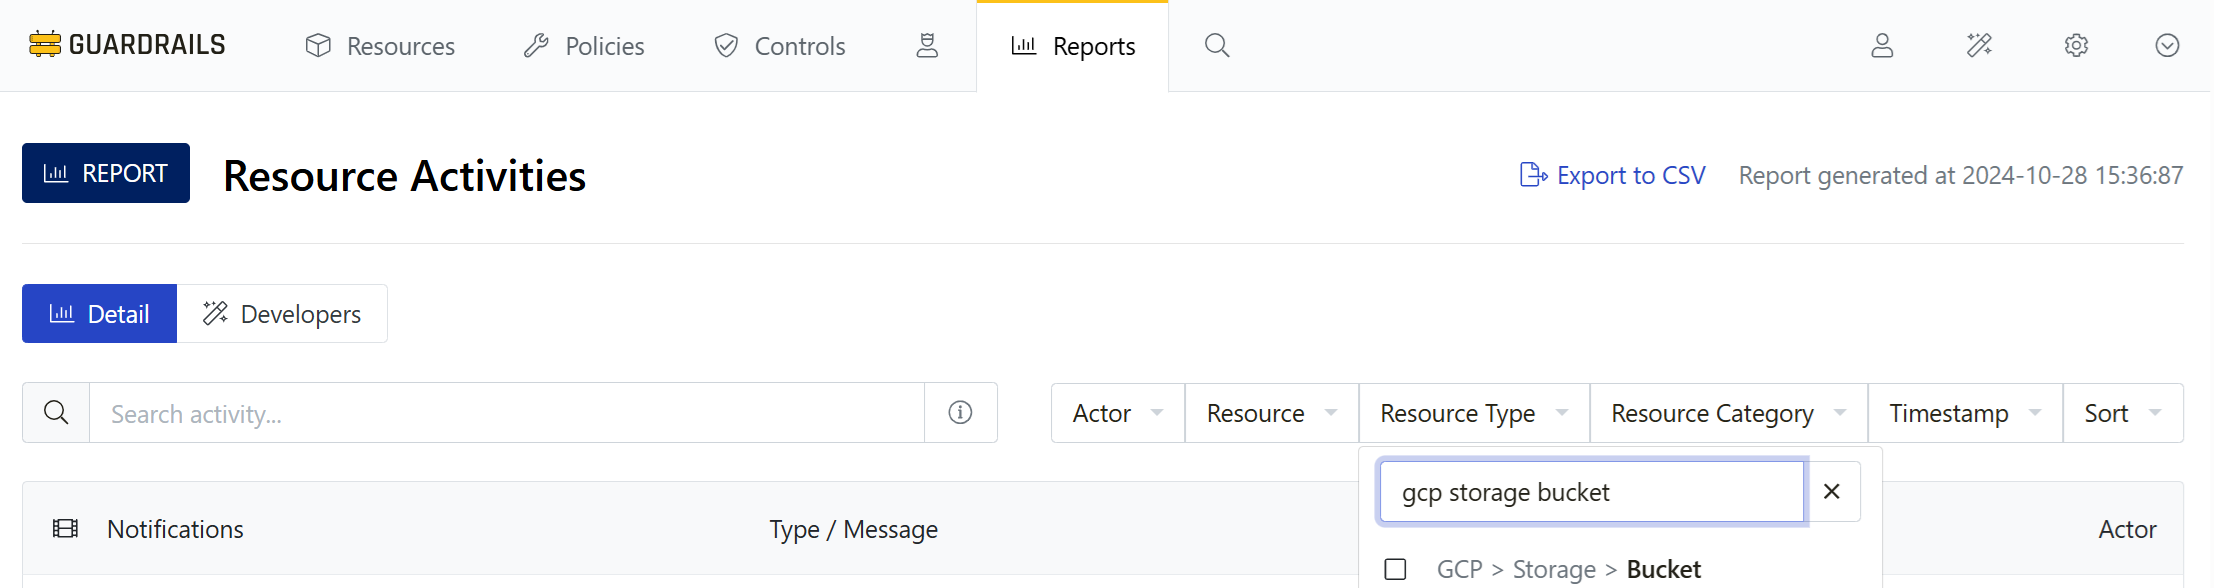 GUARDRAILS Resources Policies Controls Reports
REPORT Resource Activities Export to CSV Report generated at 2024-10-28 15:36:87
Detail Developers
Search activity... Actor Resource Resource Type Resource Category Timestamp Sort
gcp storage bucket
Notifications Type / Message Actor
GCP > Storage > Bucket